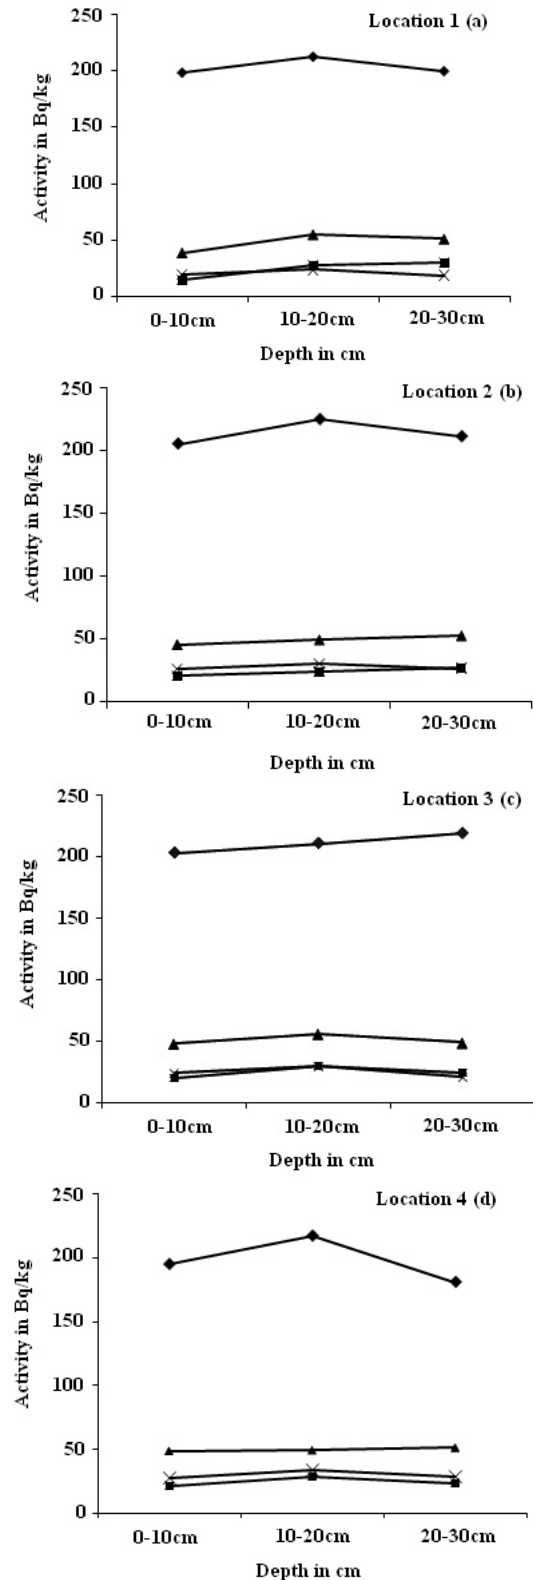 Location 1 (a)
Activity in Bq/kg
250
200
150
100
50
0
0-10cm 10-20cm 20-30cm
Depth in cm
Location 2 (b)
Activity in Bq/kg
250
200
150
100
50
0
0-10cm 10-20cm 20-30cm
Depth in cm
Location 3 (c)
Activity in Bq/kg
250
200
150
100
50
0
0-10cm 10-20cm 20-30cm
Depth in cm
Location 4 (d)
Activity in Bq/kg
250
200
150
100
50
0
0-10cm 10-20cm 20-30cm
Depth in cm